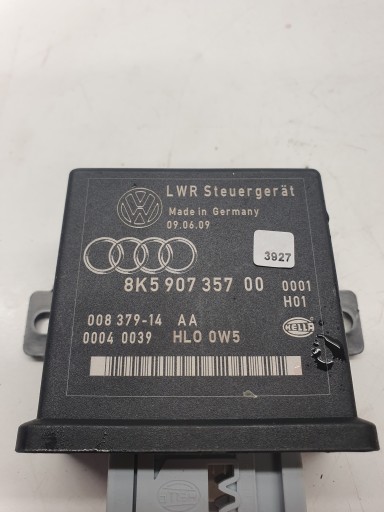 LWR Steuergerät
Made in Germany
09.06.09
3927
8K5 907 357 00 0001
H01
008 379-14 AA
0004 0039 HLO 0W5
HELLA